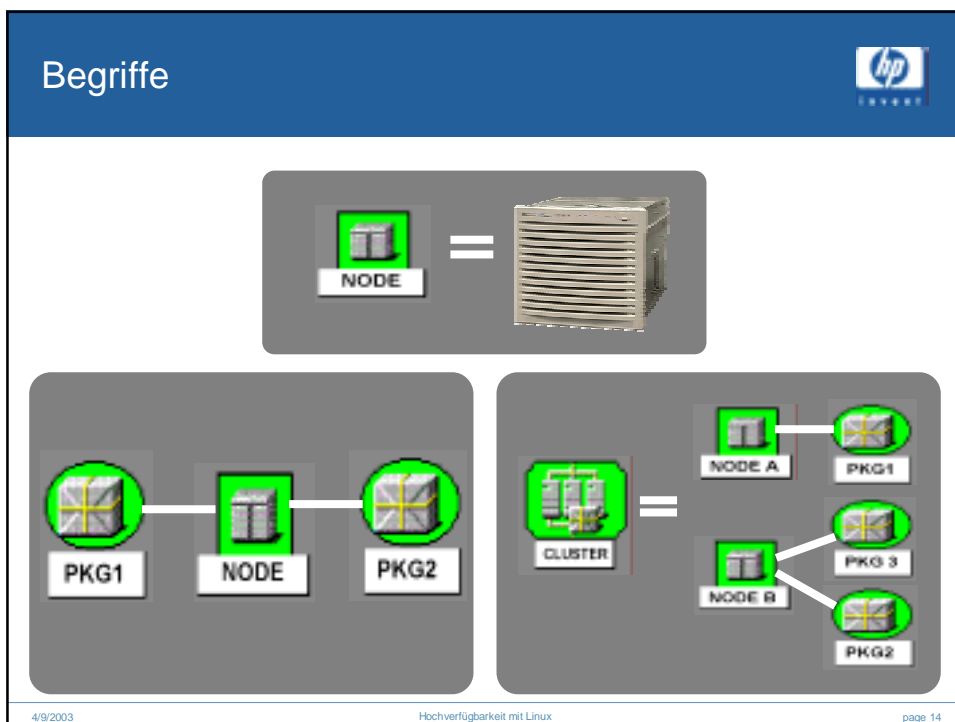 Begriffe
hp
invent
NODE
PKG1
NODE
PKG2
CLUSTER
NODE A
PKG1
NODE B
PKG 3
PKG2
4/9/2003
Hochverfügbarkeit mit Linux
page 14